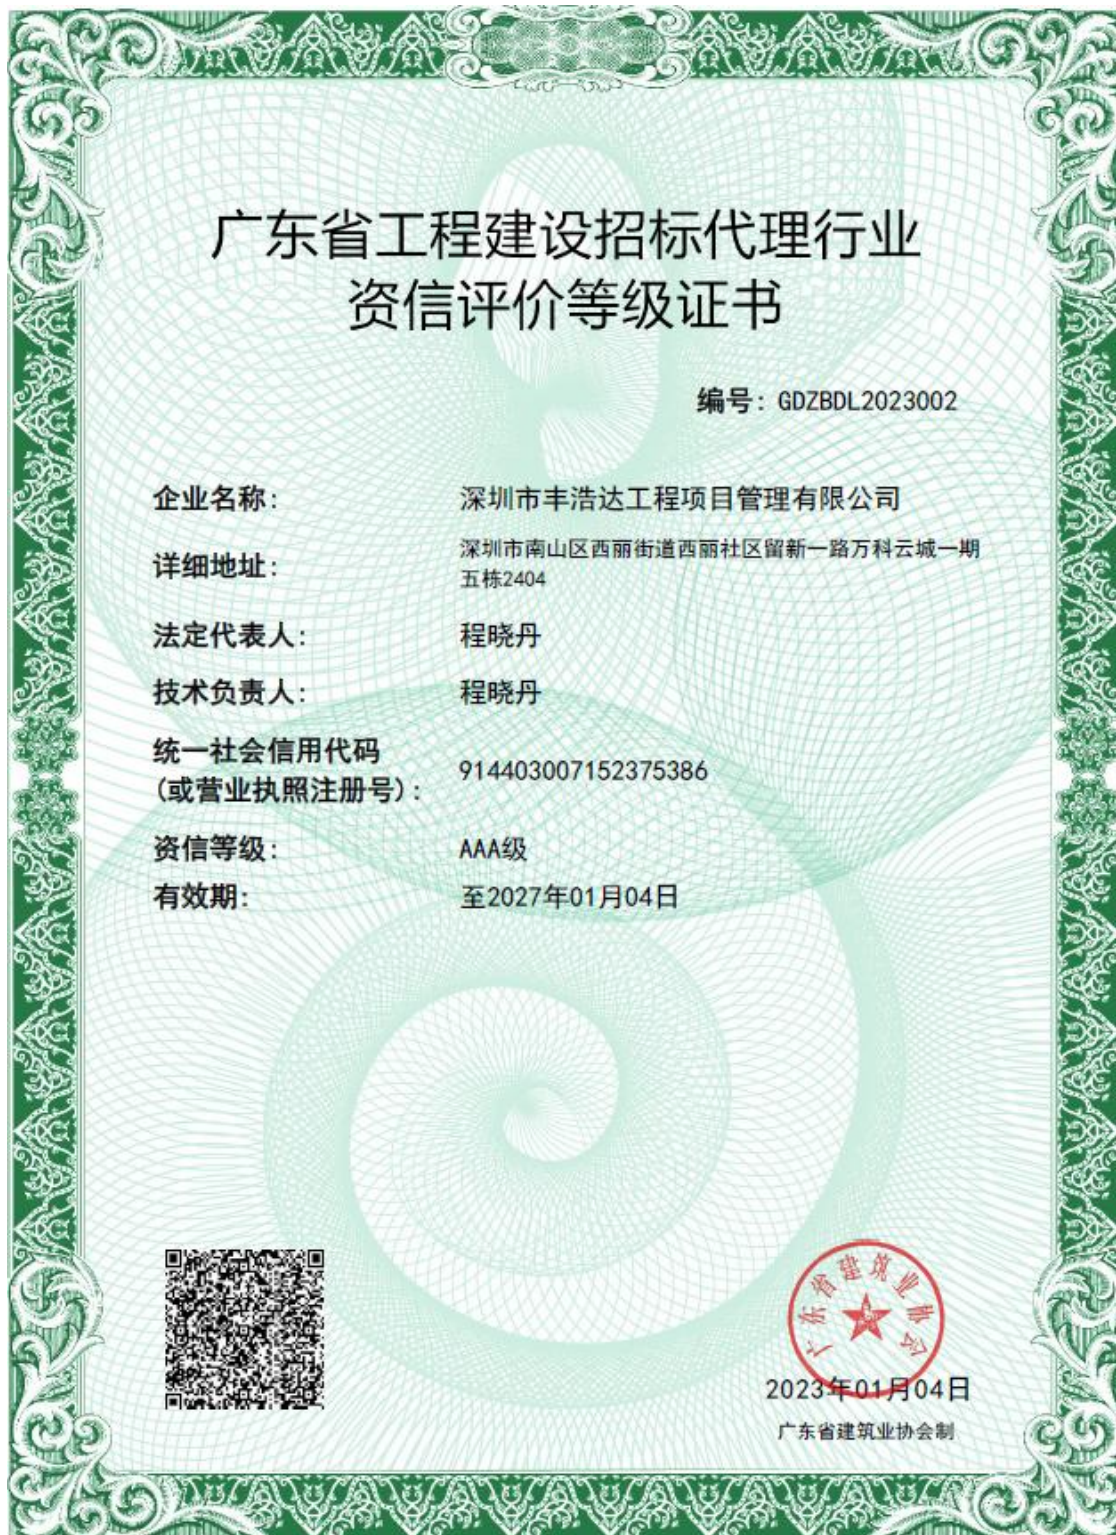 广东省工程建设招标代理行业
资信评价等级证书
编号：GDZBDL2023002
企业名称：
深圳市丰浩达工程项目管理有限公司
详细地址：
深圳市南山区西丽街道西丽社区留新一路万科云城一期
五栋2404
法定代表人：
程晓丹
技术负责人：
程晓丹
统一社会信用代码
(或营业执照注册号)：
914403007152375386
资信等级：
AAA级
有效期：
至2027年01月04日
广东省建筑业协会
2023年01月04日
广东省建筑业协会制